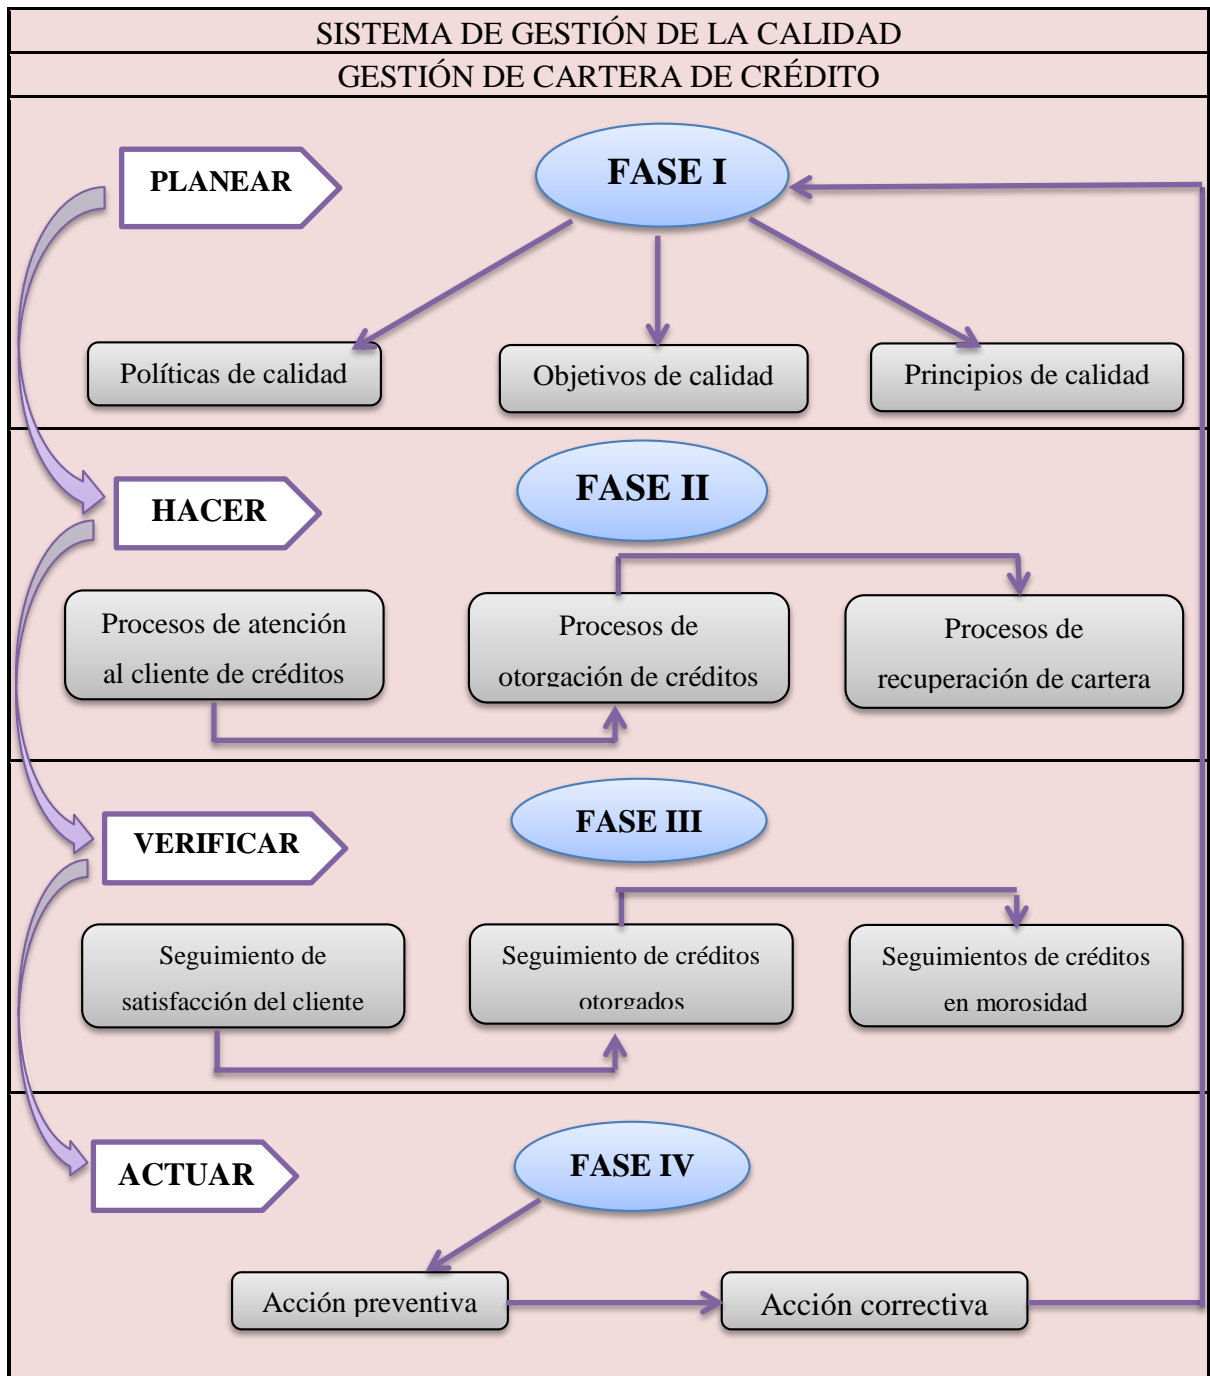 SISTEMA DE GESTIÓN DE LA CALIDAD
GESTIÓN DE CARTERA DE CRÉDITO
PLANEAR
FASE I
Políticas de calidad
Objetivos de calidad
Principios de calidad
HACER
FASE II
Procesos de atención
al cliente de créditos
Procesos de
otorgación de créditos
Procesos de
recuperación de cartera
VERIFICAR
FASE III
Seguimiento de
satisfacción del cliente
Seguimiento de créditos
otorgados
Seguimientos de créditos
en morosidad
ACTUAR
FASE IV
Acción preventiva
Acción correctiva